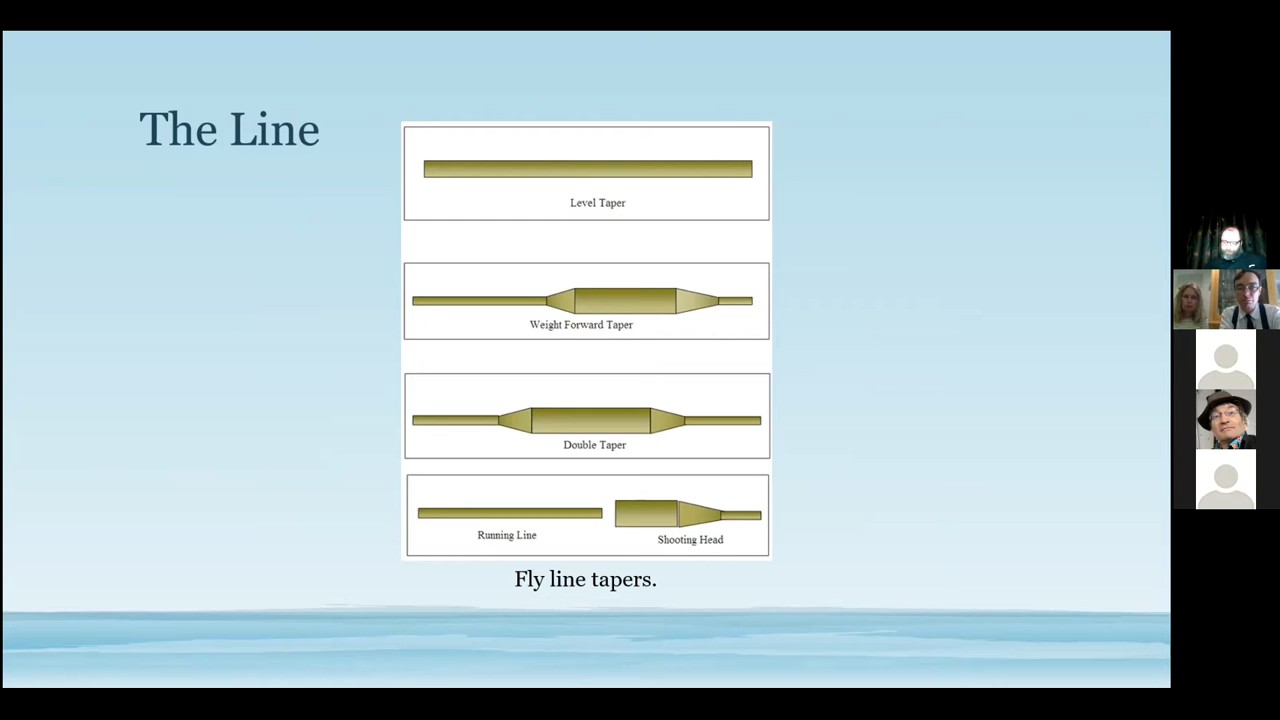 The Line
Level Taper
Weight Forward Taper
Double Taper
Running Line
Shooting Head
Fly line tapers.